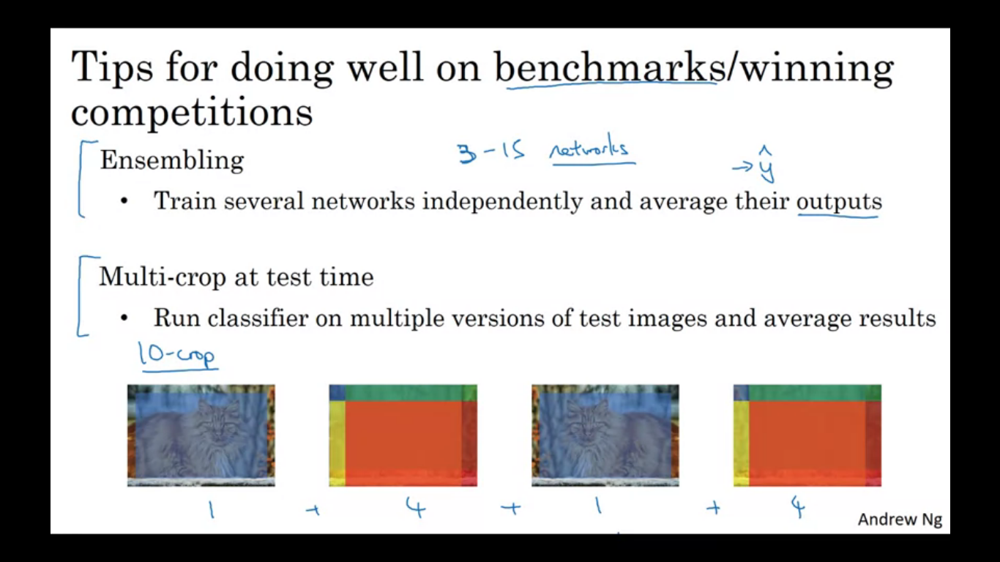 Tips for doing well on benchmarks/winning
competitions
3-15 networks
→ ŷ
Ensembling
• Train several networks independently and average their outputs
Multi-crop at test time
• Run classifier on multiple versions of test images and average results
10-crop
1 + 4 + 1 + 4
Andrew Ng